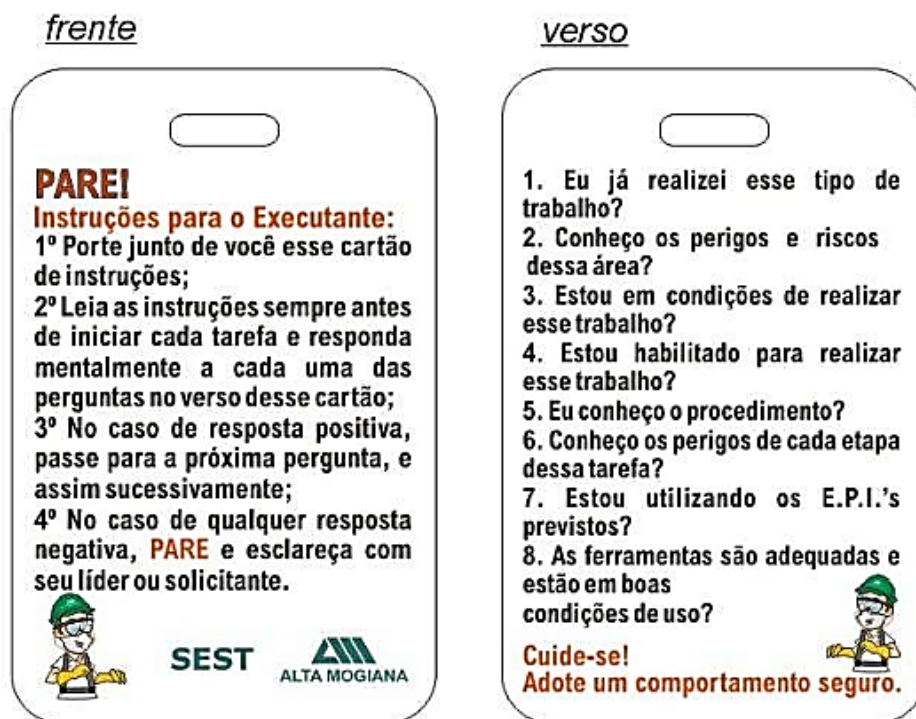 frente
PARE!
Instruções para o Executante:
1º Porte junto de você esse cartão
de instruções;
2º Leia as instruções sempre antes
de iniciar cada tarefa e responda
mentalmente a cada uma das
perguntas no verso desse cartão;
3º No caso de resposta positiva,
passe para a próxima pergunta, e
assim sucessivamente;
4º No caso de qualquer resposta
negativa, PARE e esclareça com
seu líder ou solicitante.
SEST
ALTA MOGIANA
verso
1. Eu já realizei esse tipo de
trabalho?
2. Conheço os perigos e riscos
dessa área?
3. Estou em condições de realizar
esse trabalho?
4. Estou habilitado para realizar
esse trabalho?
5. Eu conheço o procedimento?
6. Conheço os perigos de cada etapa
dessa tarefa?
7. Estou utilizando os E.P.I.'s
previstos?
8. As ferramentas são adequadas e
estão em boas
condições de uso?
Cuide-se!
Adote um comportamento seguro.